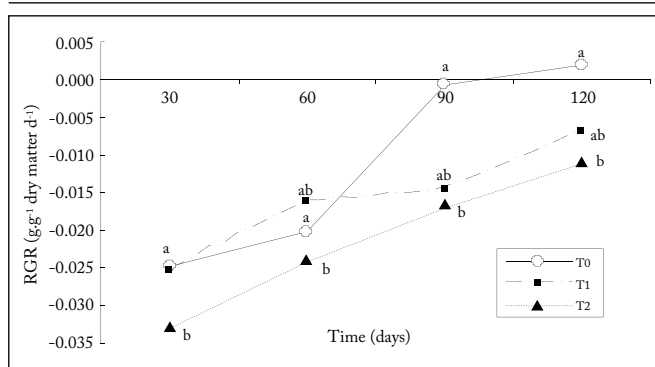 0.005
0.000
-0.005
-0.010
-0.015
-0.020
-0.025
-0.030
-0.035
RGR (g.g⁻¹ dry matter d⁻¹)
30 60 90 120
Time (days)
a
a
a
a
ab
ab
ab
b
b
b
b
T0
T1
T2